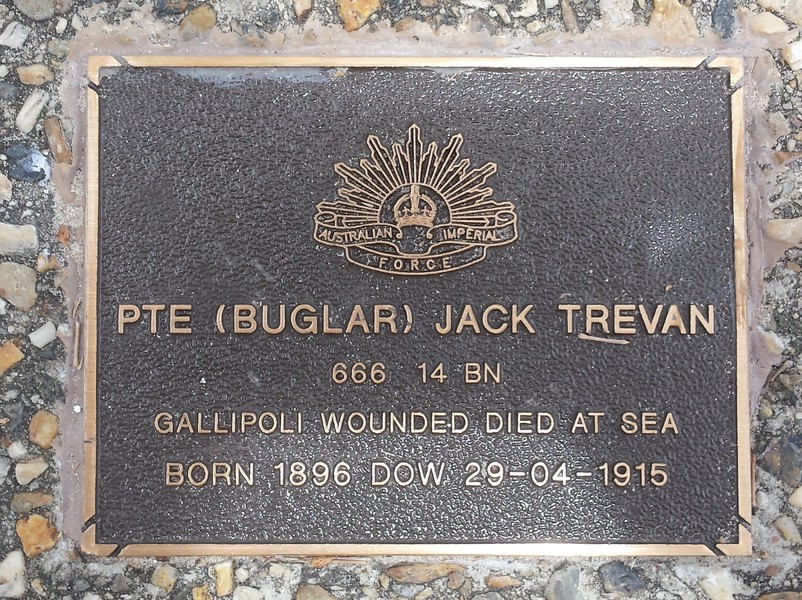 AUSTRALIAN IMPERIAL
FORCE
PTE (BUGLAR) JACK TREVAN
666 14 BN
GALLIPOLI WOUNDED DIED AT SEA
BORN 1896 DOW 29-04-1915